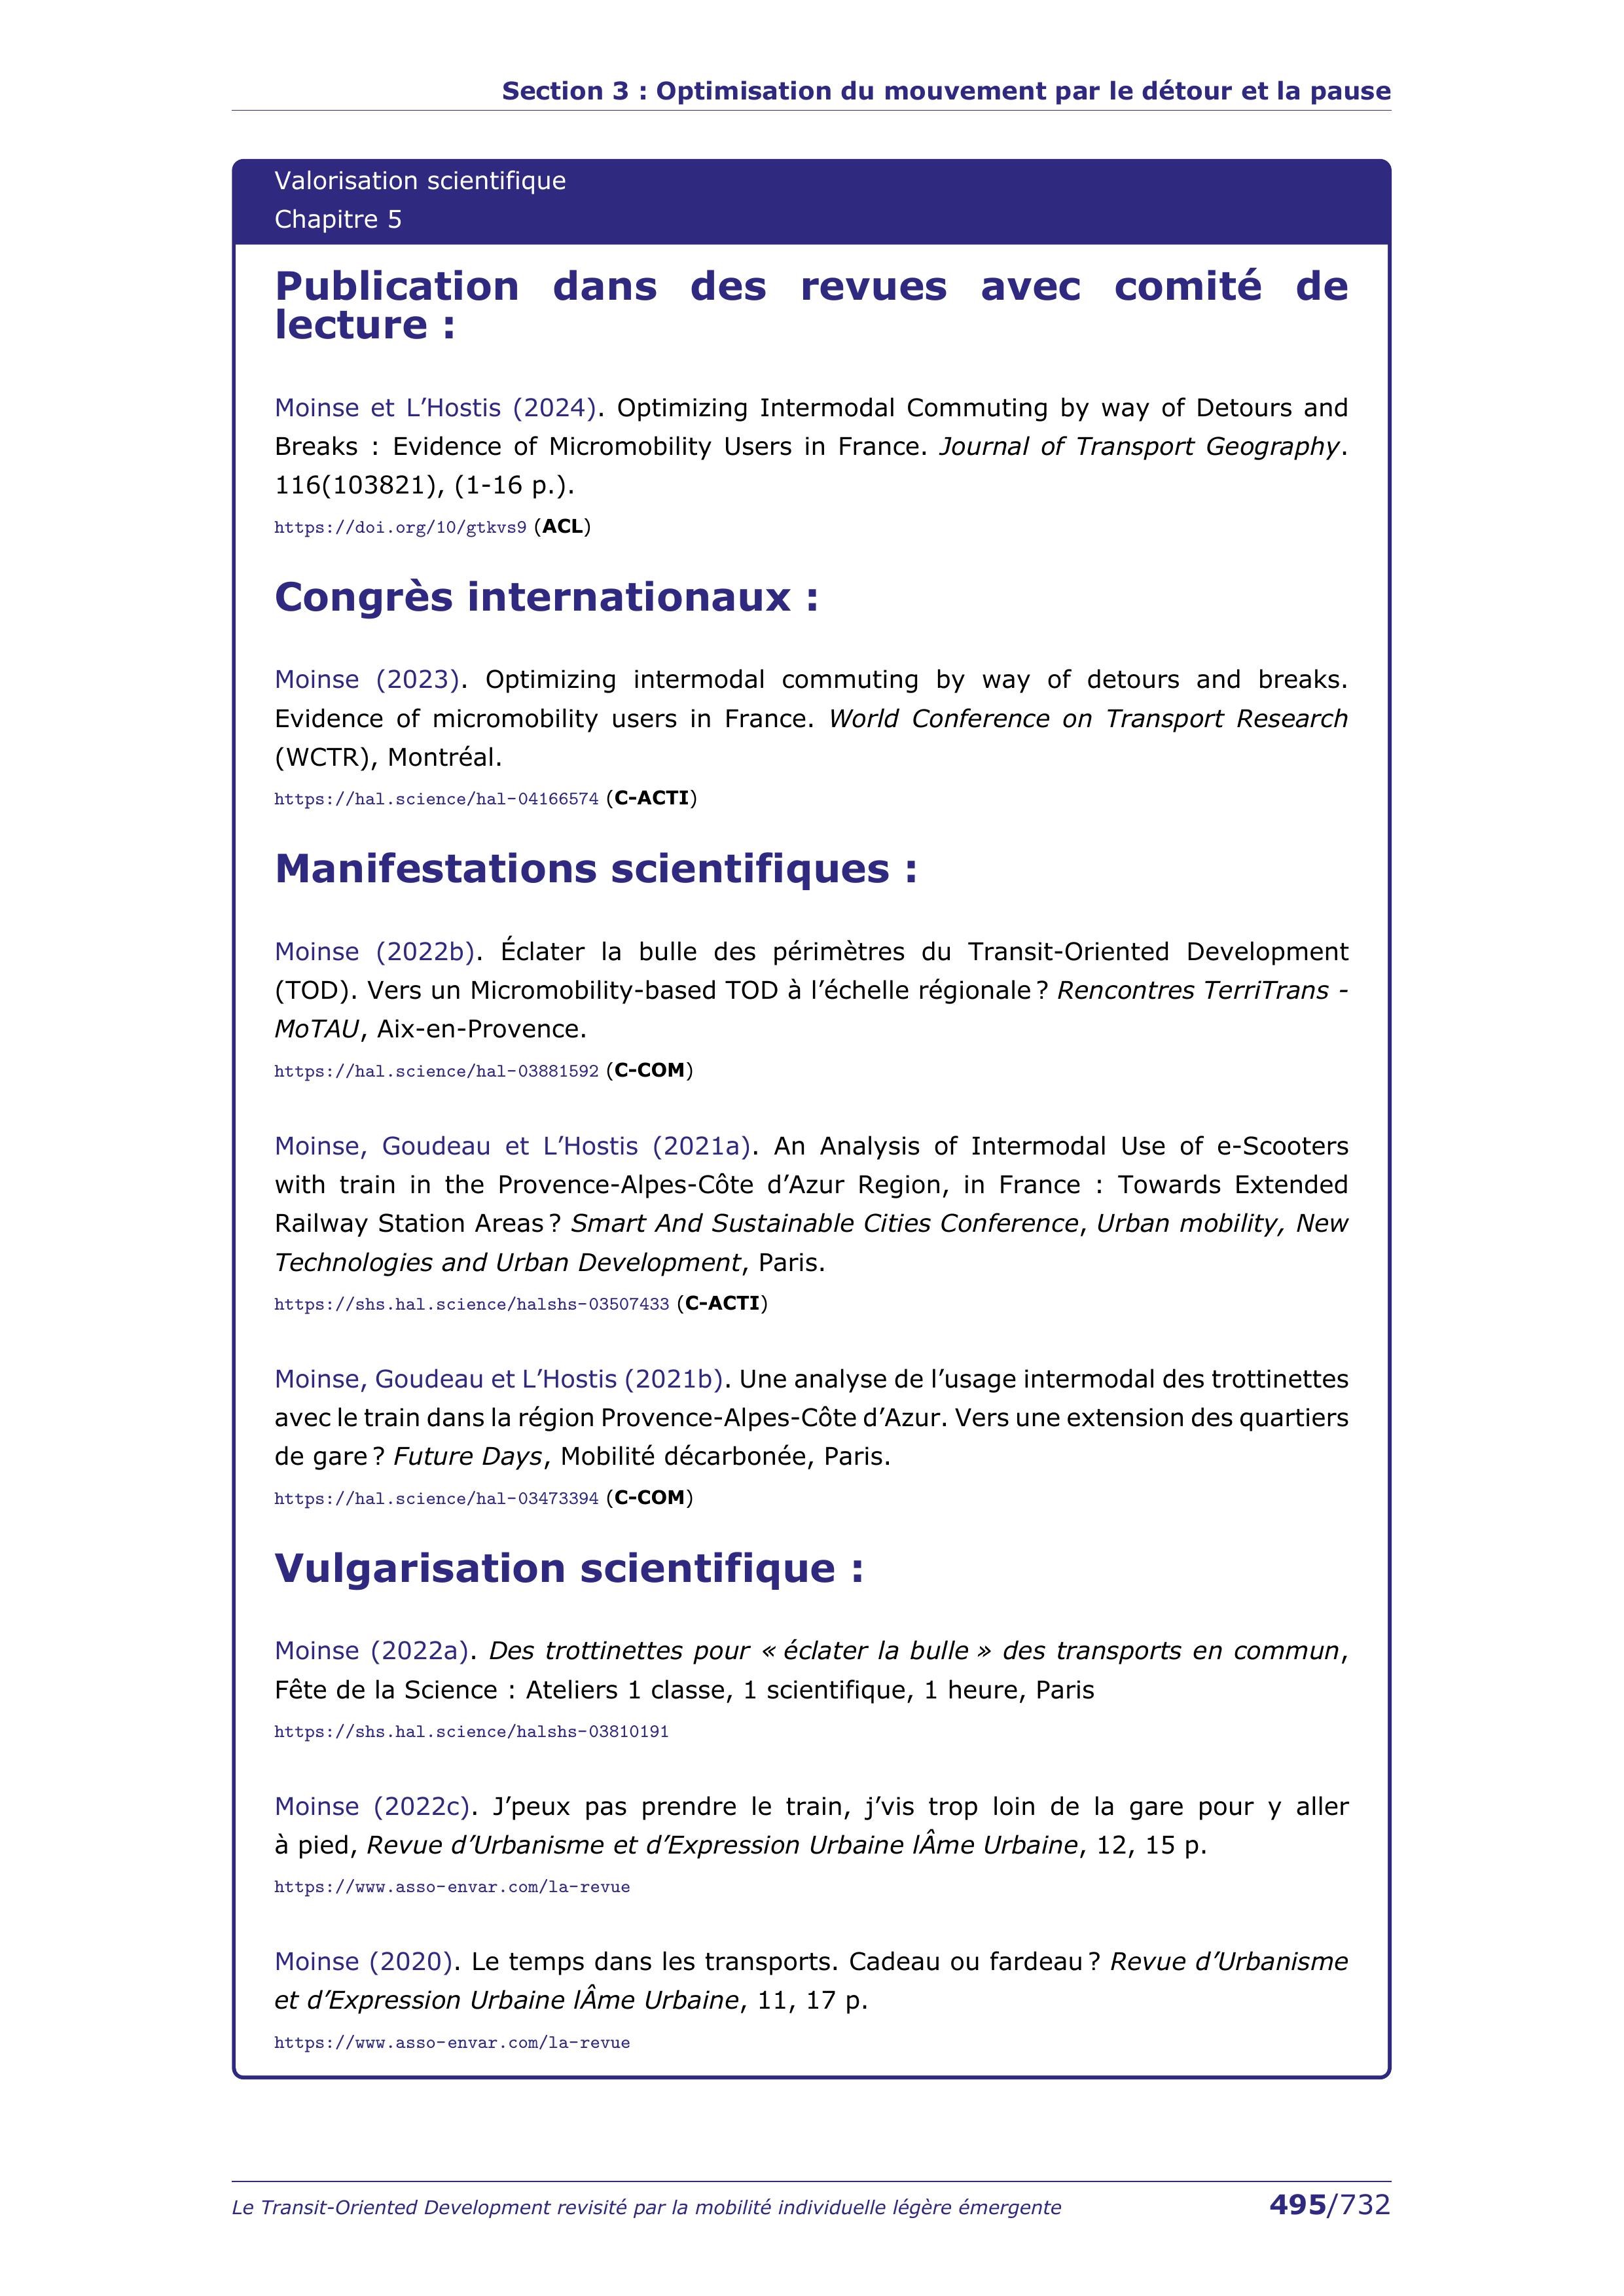 Section 3 : Optimisation du mouvement par le détour et la pause
Valorisation scientifique
Chapitre 5
Publication dans des revues avec comité de
lecture :
Moinse et L’Hostis (2024). Optimizing Intermodal Commuting by way of Detours and
Breaks : Evidence of Micromobility Users in France. Journal of Transport Geography.
116(103821), (1-16 p.).
https://doi.org/10/gtkvs9 (ACL)
Congrès internationaux :
Moinse (2023). Optimizing intermodal commuting by way of detours and breaks.
Evidence of micromobility users in France. World Conference on Transport Research
(WCTR), Montréal.
https://hal.science/hal-04166574 (C-ACTI)
Manifestations scientifiques :
Moinse (2022b). Éclater la bulle des périmètres du Transit-Oriented Development
(TOD). Vers un Micromobility-based TOD à l’échelle régionale ? Rencontres TerriTrans -
MoTAU, Aix-en-Provence.
https://hal.science/hal-03881592 (C-COM)
Moinse, Goudeau et L’Hostis (2021a). An Analysis of Intermodal Use of e-Scooters
with train in the Provence-Alpes-Côte d’Azur Region, in France : Towards Extended
Railway Station Areas ? Smart And Sustainable Cities Conference, Urban mobility, New
Technologies and Urban Development, Paris.
https://shs.hal.science/halshs-03507433 (C-ACTI)
Moinse, Goudeau et L’Hostis (2021b). Une analyse de l’usage intermodal des trottinettes
avec le train dans la région Provence-Alpes-Côte d’Azur. Vers une extension des quartiers
de gare ? Future Days, Mobilité décarbonée, Paris.
https://hal.science/hal-03473394 (C-COM)
Vulgarisation scientifique :
Moinse (2022a). Des trottinettes pour « éclater la bulle » des transports en commun,
Fête de la Science : Ateliers 1 classe, 1 scientifique, 1 heure, Paris
https://shs.hal.science/halshs-03810191
Moinse (2022c). J’peux pas prendre le train, j’vis trop loin de la gare pour y aller
à pied, Revue d’Urbanisme et d’Expression Urbaine lÂme Urbaine, 12, 15 p.
https://www.asso-envar.com/la-revue
Moinse (2020). Le temps dans les transports. Cadeau ou fardeau ? Revue d’Urbanisme
et d’Expression Urbaine lÂme Urbaine, 11, 17 p.
https://www.asso-envar.com/la-revue
Le Transit-Oriented Development revisité par la mobilité individuelle légère émergente
495/732